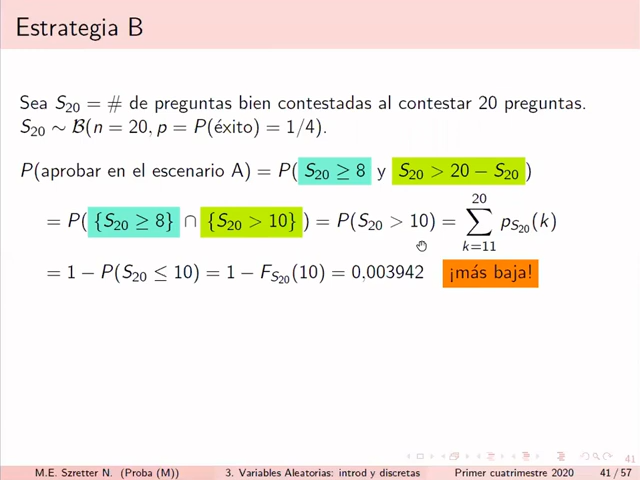 Estrategia B
Sea S₂₀ = # de preguntas bien contestadas al contestar 20 preguntas.
S₂₀ ∼ B(n = 20, p = P(éxito) = 1/4).
P(aprobar en el escenario A) = P( S₂₀ ≥ 8 y S₂₀ > 20 − S₂₀ )
= P( {S₂₀ ≥ 8} ∩ {S₂₀ > 10} ) = P(S₂₀ > 10) = ∑_{k=11}^{20} p_{S₂₀}(k)
= 1 − P(S₂₀ ≤ 10) = 1 − F_{S₂₀}(10) = 0,003942 ¡más baja!
41
M.E. Szretter N. (Proba (M)) 3. Variables Aleatorias: introd y discretas Primer cuatrimestre 2020 41 / 57